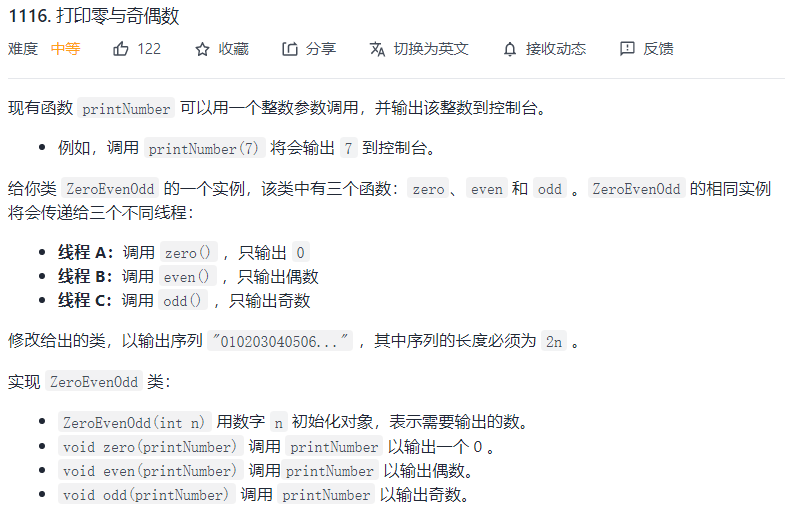 1116. 打印零与奇偶数
难度 中等 122 收藏 分享 切换为英文 接收动态 反馈
现有函数 printNumber 可以用一个整数参数调用，并输出该整数到控制台。
例如，调用 printNumber(7) 将会输出 7 到控制台。
给你类 ZeroEvenOdd 的一个实例，该类中有三个函数：zero 、even 和 odd 。ZeroEvenOdd 的相同实例
将会传递给三个不同线程：
线程 A：调用 zero() ，只输出 0
线程 B：调用 even() ，只输出偶数
线程 C：调用 odd() ，只输出奇数
修改给出的类，以输出序列 "010203040506..." ，其中序列的长度必须为 2n 。
实现 ZeroEvenOdd 类：
ZeroEvenOdd(int n) 用数字 n 初始化对象，表示需要输出的数。
void zero(printNumber) 调用 printNumber 以输出一个 0 。
void even(printNumber) 调用printNumber 以输出偶数。
void odd(printNumber) 调用 printNumber 以输出奇数。